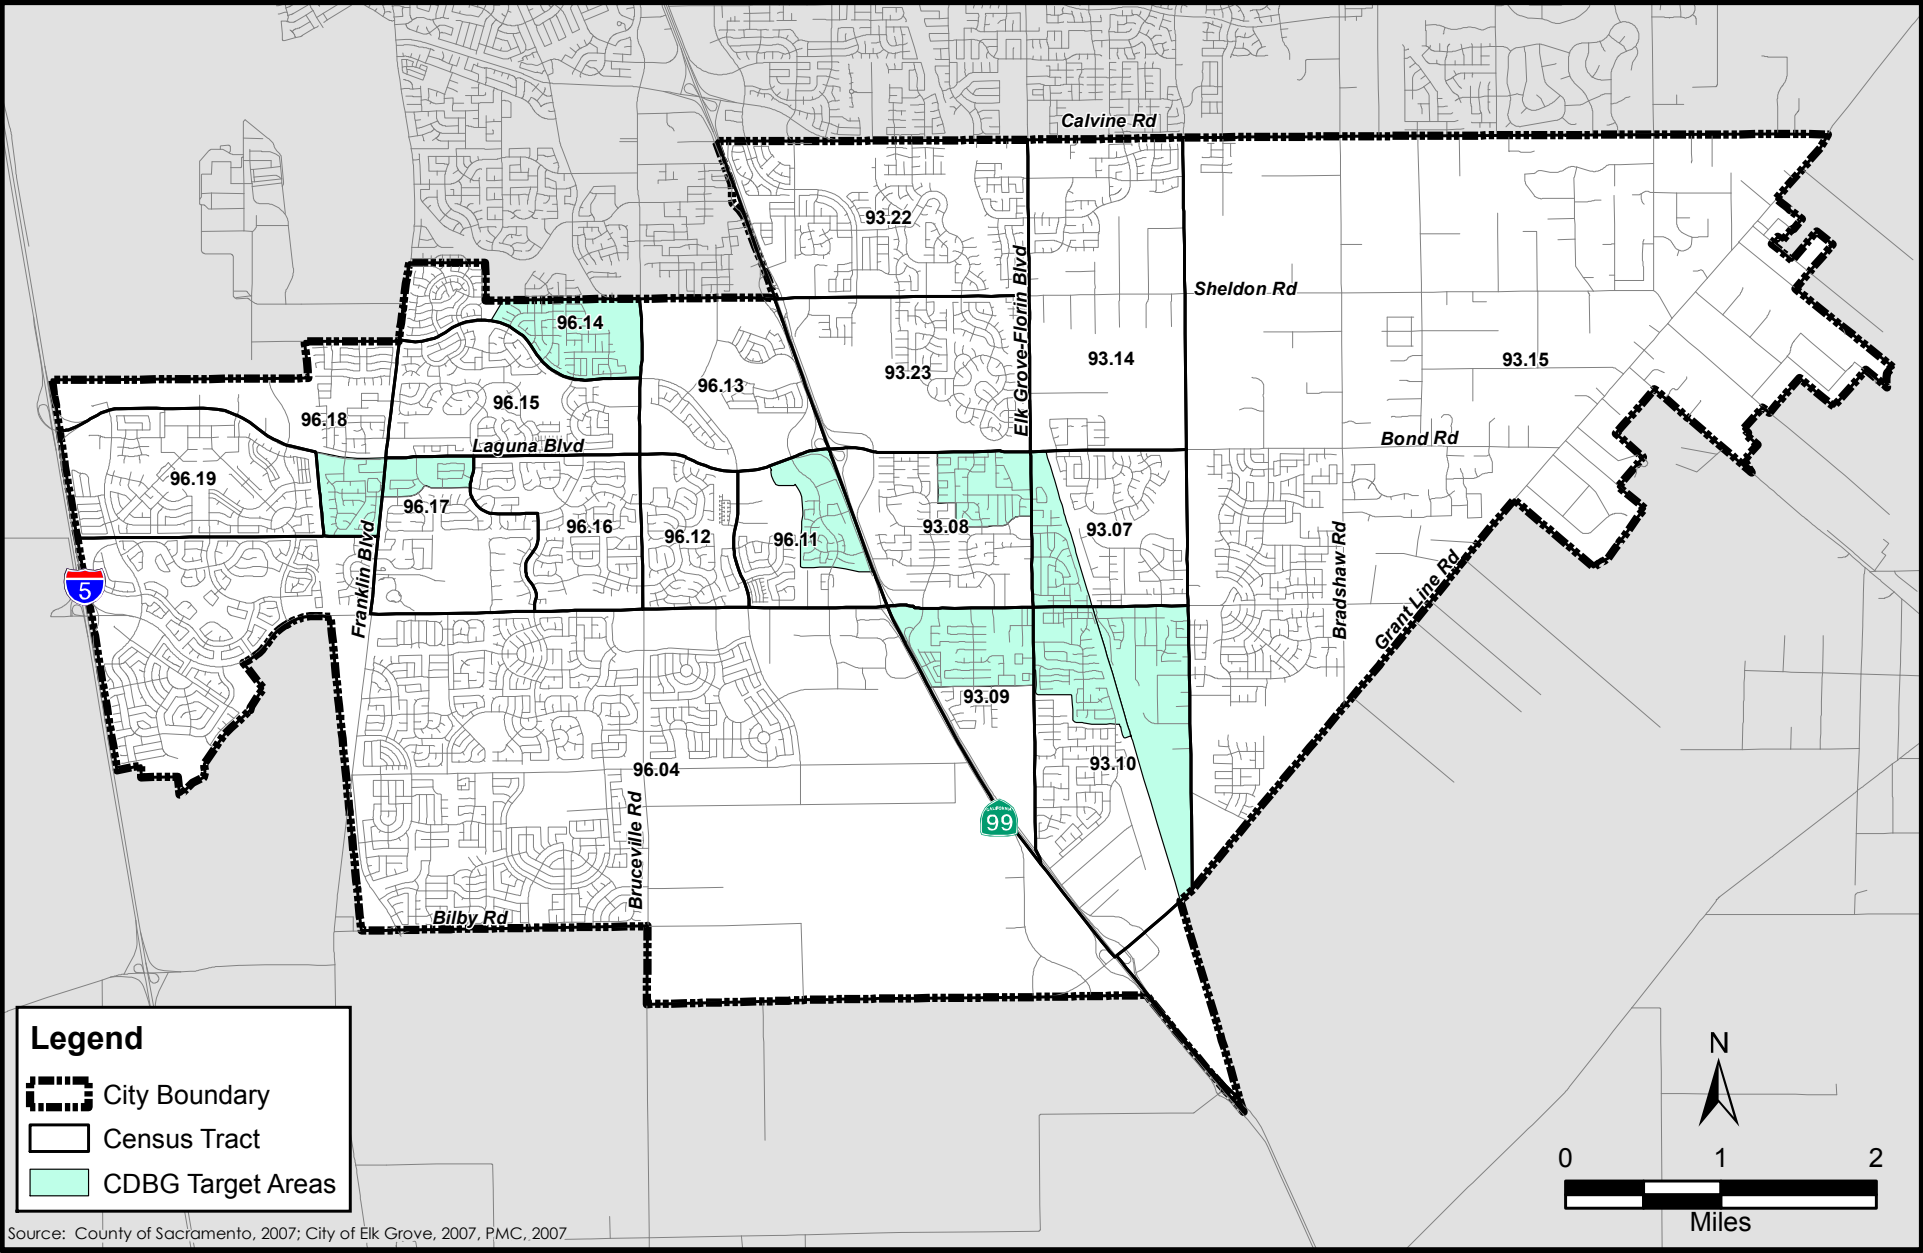 Calvine Rd
93.22
Elk Grove-Florin Blvd
Sheldon Rd
96.14
93.14
93.15
93.23
96.13
96.15
96.18
Laguna Blvd
Bond Rd
96.19
96.17
96.16
96.12
96.11
93.08
93.07
Franklin Blvd
Bradshaw Rd
Grant Line Rd
5
93.09
96.04
93.10
Bruceville Rd
CALIFORNIA
99
Bilby Rd
Legend
City Boundary
Census Tract
CDBG Target Areas
N
0 1 2
Miles
Source: County of Sacramento, 2007; City of Elk Grove, 2007, PMC, 2007